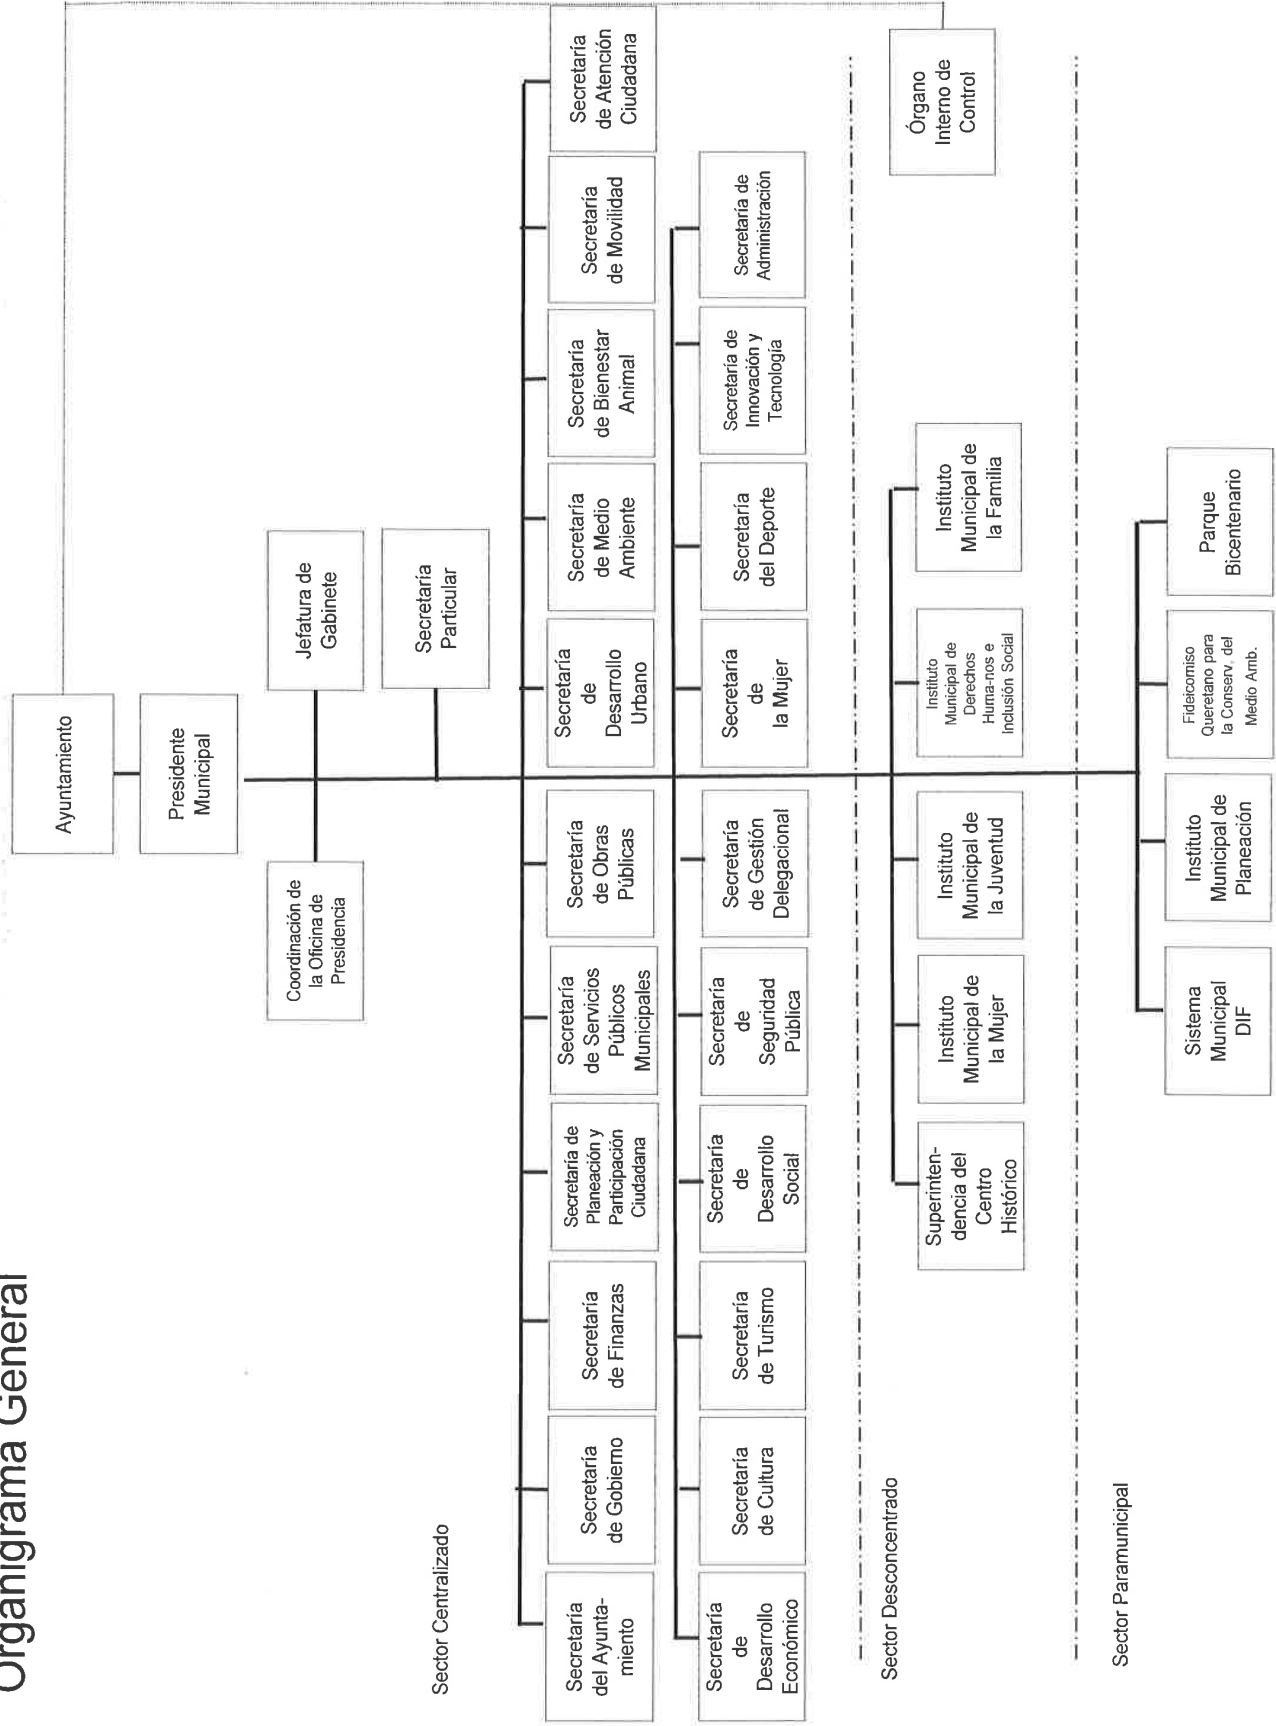 Organigrama General
Ayuntamiento
Presidente
Municipal
Coordinación de
la Oficina de
Presidencia
Jefatura de
Gabinete
Secretaría
Particular
Sector Centralizado
Secretaría
del Ayunta-
miento
Secretaría
de Gobierno
Secretaría
de Finanzas
Secretaría de
Planeación y
Participación
Ciudadana
Secretaría
de Servicios
Públicos
Municipales
Secretaría
de Obras
Públicas
Secretaría
de
Desarrollo
Urbano
Secretaría
de Medio
Ambiente
Secretaría
de Bienestar
Animal
Secretaría
de Movilidad
Secretaría
de Atención
Ciudadana
Secretaría
de
Desarrollo
Económico
Secretaría
de Cultura
Secretaría
de Turismo
Secretaría
de
Desarrollo
Social
Secretaría
de
Seguridad
Pública
Secretaría
de Gestión
Delegacional
Secretaría
de
la Mujer
Secretaría
del Deporte
Secretaría de
Innovación y
Tecnología
Secretaría de
Administración
Sector Desconcentrado
Superinten-
dencia del
Centro
Histórico
Instituto
Municipal de
la Mujer
Instituto
Municipal de
la Juventud
Instituto
Municipal de
Derechos
Huma-nos e
Inclusión Social
Instituto
Municipal de
la Familia
Órgano
Interno de
Control
Sector Paramunicipal
Sistema
Municipal
DIF
Instituto
Municipal de
Planeación
Fideicomiso
Queretano para
la Conserv. del
Medio Amb.
Parque
Bicentenario